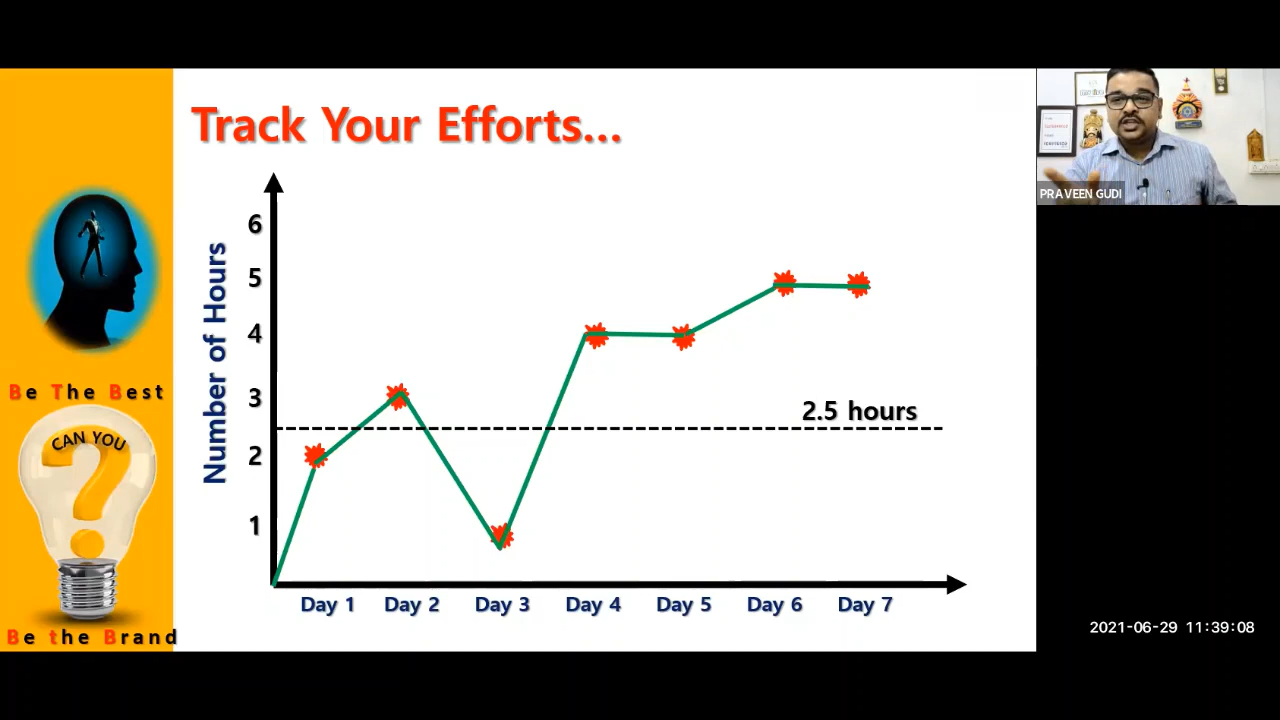 Track Your Efforts...
Number of Hours
6
5
4
3
2
1
2.5 hours
Day 1 Day 2 Day 3 Day 4 Day 5 Day 6 Day 7
Be The Best
CAN YOU
?
Be the Brand
PRAVEEN GUDI
2021-06-29 11:39:08